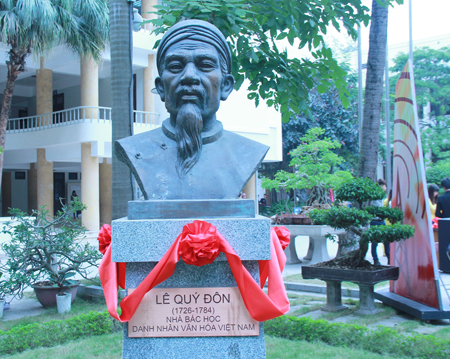 LÊ QUÝ ĐÔN
(1726-1784)
NHÀ BÁC HỌC
DANH NHÂN VĂN HÓA VIỆT NAM